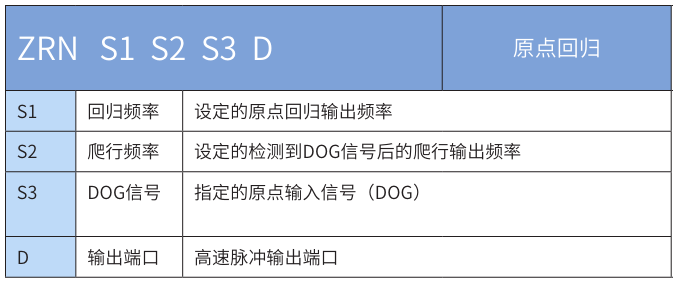 ZRN S1 S2 S3 D 原点回归
S1 回归频率 设定的原点回归输出频率
S2 爬行频率 设定的检测到DOG信号后的爬行输出频率
S3 DOG信号 指定的原点输入信号（DOG）
D 输出端口 高速脉冲输出端口